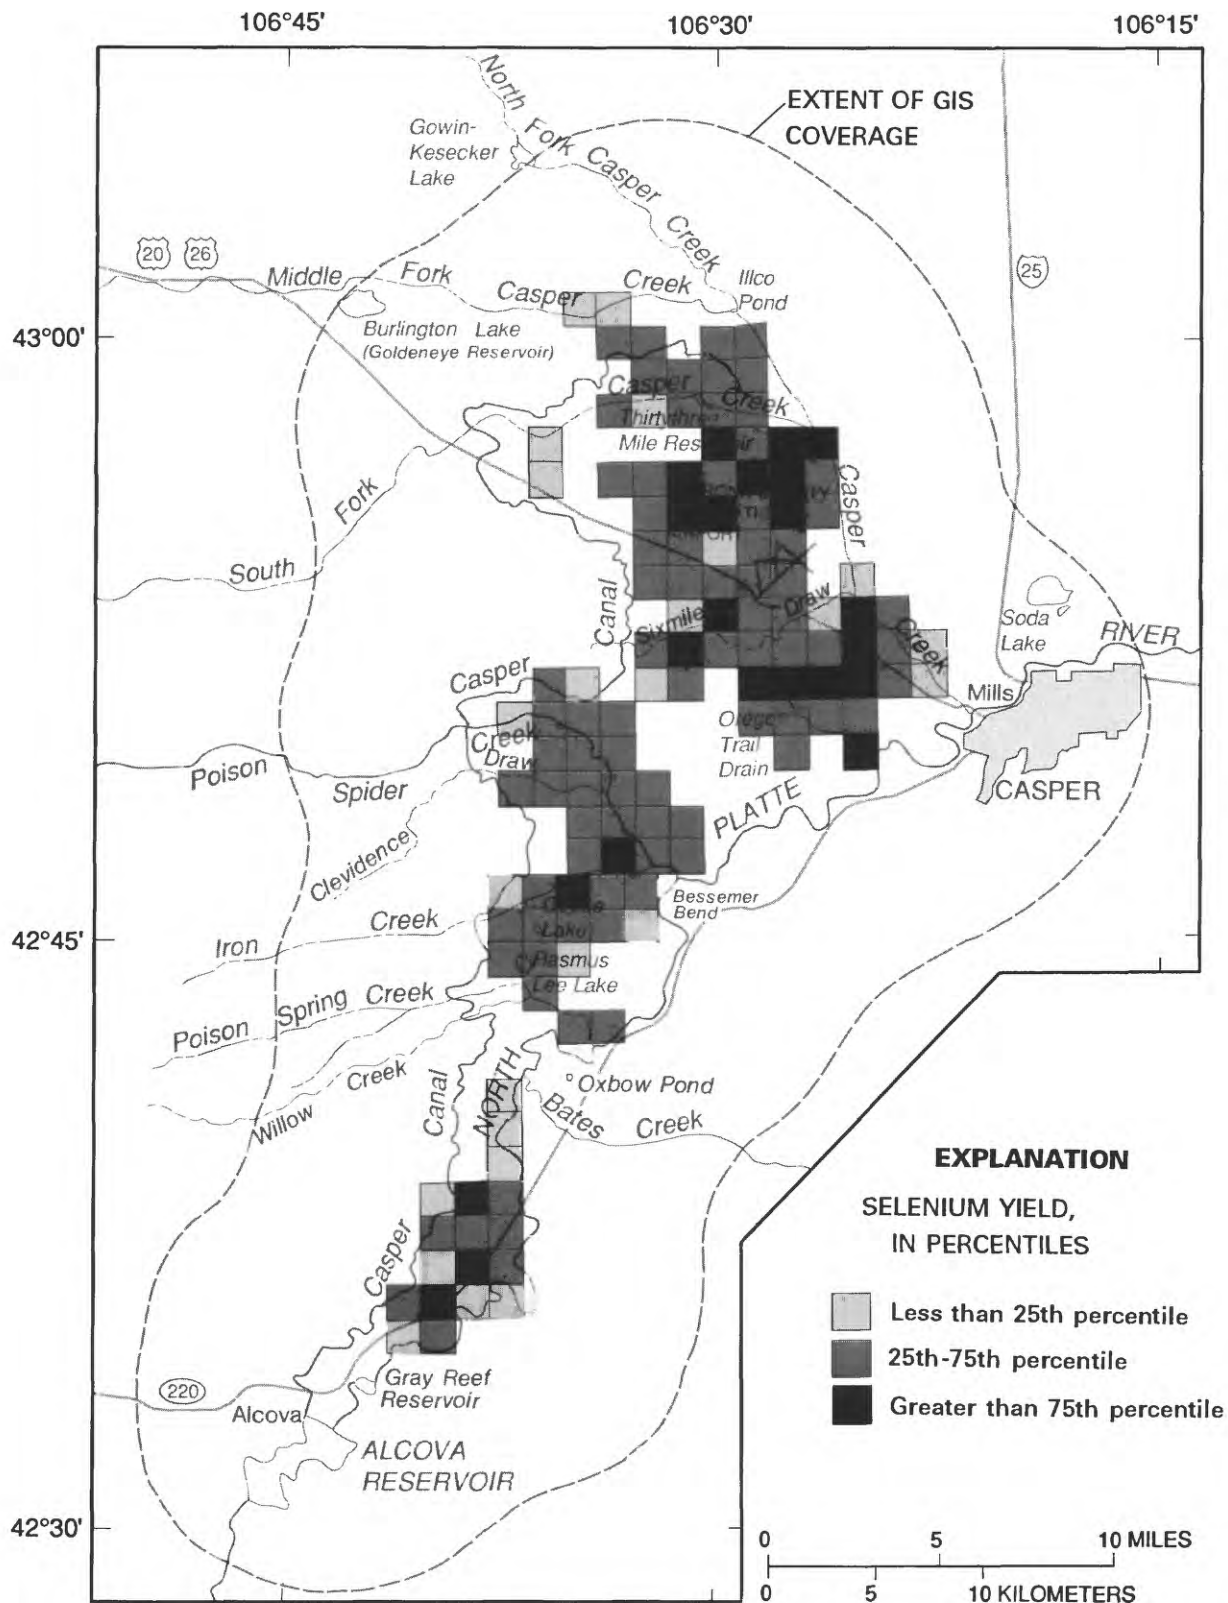 106°45'
106°30'
106°15'
North Fork Casper Creek
EXTENT OF GIS
COVERAGE
Gowin-
Kesecker
Lake
20
26
25
Middle Fork Casper Creek
Illco
Pond
Burlington Lake
(Goldeneye Reservoir)
43°00'
Casper Creek
Thirtythree
Mile Reservoir
South Fork
Casper
Creek
Canal
Sixmile Draw
Soda
Lake
RIVER
Mills
CASPER
Casper
Creek
Draw
Poison Spider
Oregon
Trail
Drain
PLATTE
Clevidence
Bessemer
Bend
Iron Creek
Lake
42°45'
Rasmus
Lee Lake
Poison Spring Creek
Willow Creek
Canal
NORTH
Oxbow Pond
Bates Creek
Casper
Gray Reef
Reservoir
220
Alcova
ALCOVA
RESERVOIR
42°30'
EXPLANATION
SELENIUM YIELD,
IN PERCENTILES
Less than 25th percentile
25th-75th percentile
Greater than 75th percentile
0 5 10 MILES
0 5 10 KILOMETERS